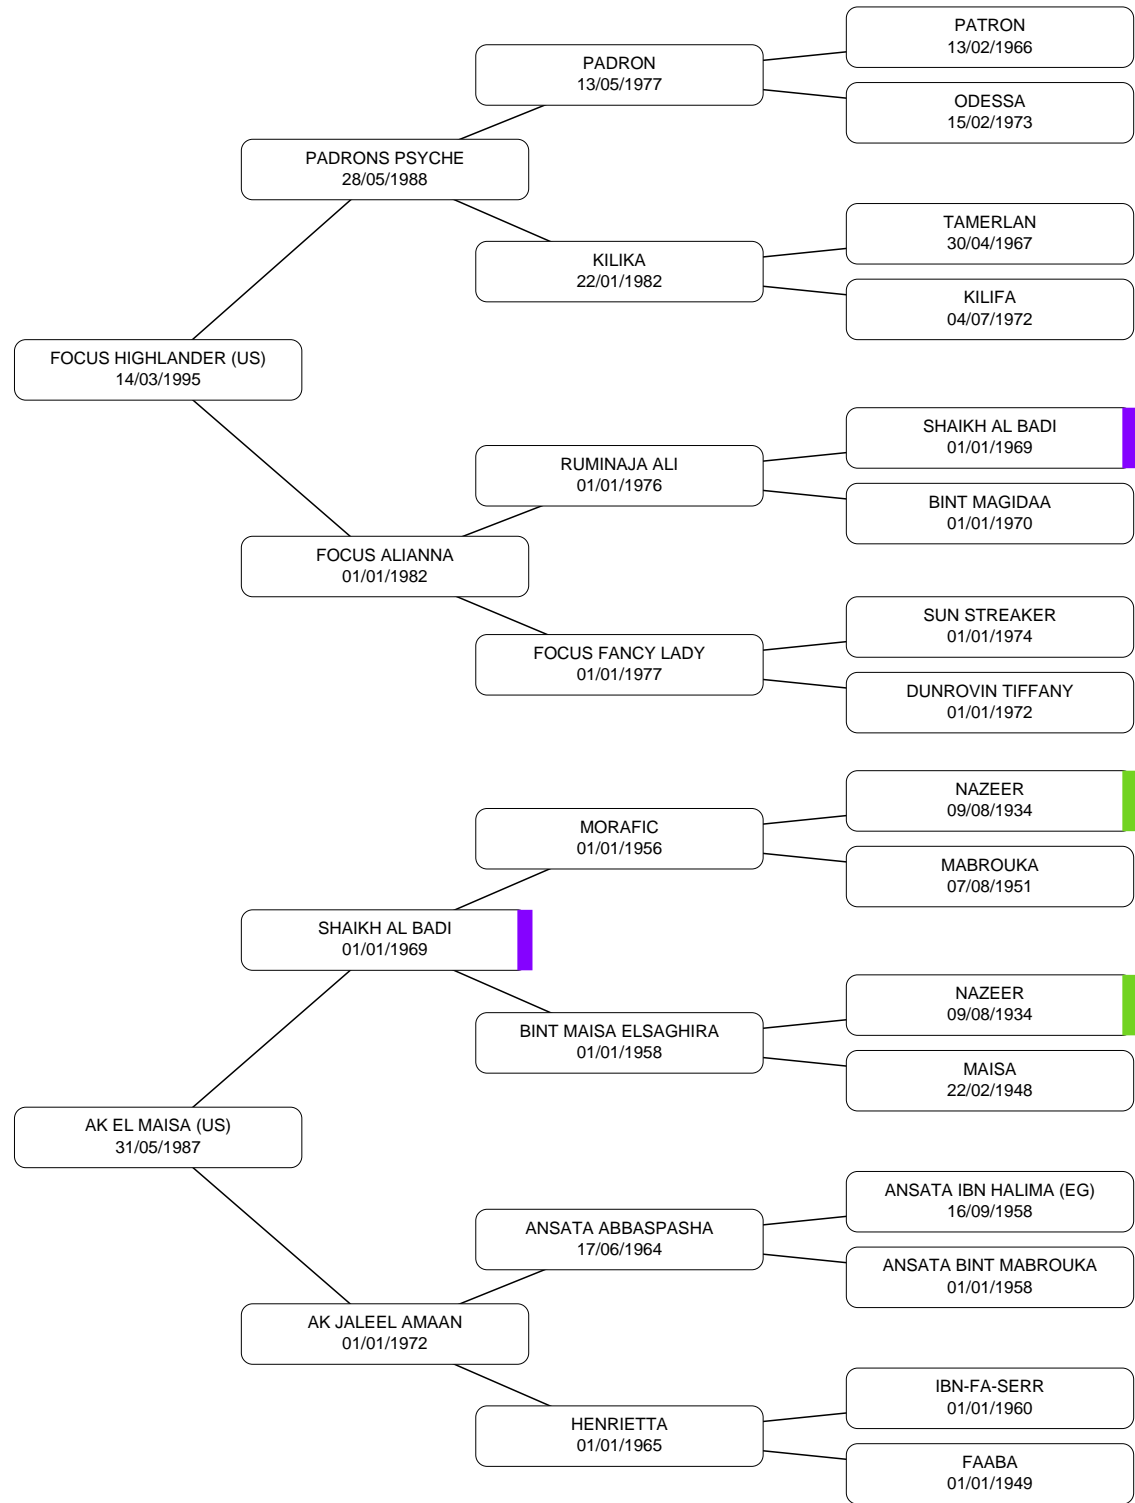 PATRON
13/02/1966
PADRON
13/05/1977
ODESSA
15/02/1973
PADRONS PSYCHE
28/05/1988
TAMERLAN
30/04/1967
KILIKA
22/01/1982
KILIFA
04/07/1972
FOCUS HIGHLANDER (US)
14/03/1995
SHAIKH AL BADI
01/01/1969
RUMINAJA ALI
01/01/1976
BINT MAGIDAA
01/01/1970
FOCUS ALIANNA
01/01/1982
SUN STREAKER
01/01/1974
FOCUS FANCY LADY
01/01/1977
DUNROVIN TIFFANY
01/01/1972
NAZEER
09/08/1934
MORAFIC
01/01/1956
MABROUKA
07/08/1951
SHAIKH AL BADI
01/01/1969
NAZEER
09/08/1934
BINT MAISA ELSAGHIRA
01/01/1958
MAISA
22/02/1948
AK EL MAISA (US)
31/05/1987
ANSATA IBN HALIMA (EG)
16/09/1958
ANSATA ABBASPASHA
17/06/1964
ANSATA BINT MABROUKA
01/01/1958
AK JALEEL AMAAN
01/01/1972
IBN-FA-SERR
01/01/1960
HENRIETTA
01/01/1965
FAABA
01/01/1949